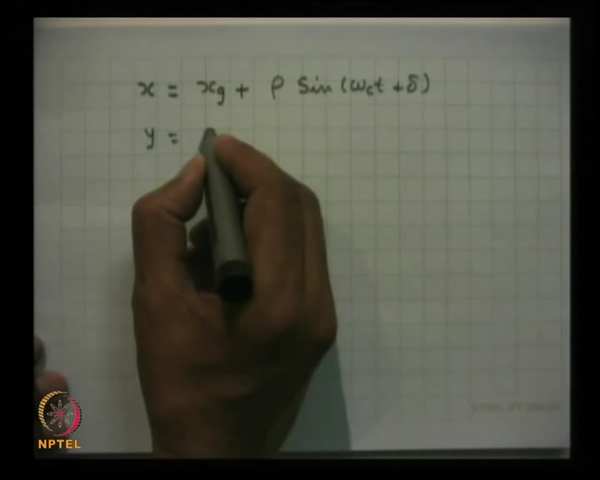 x = xg + ρ Sin (ωct + δ)
y =
NPTEL